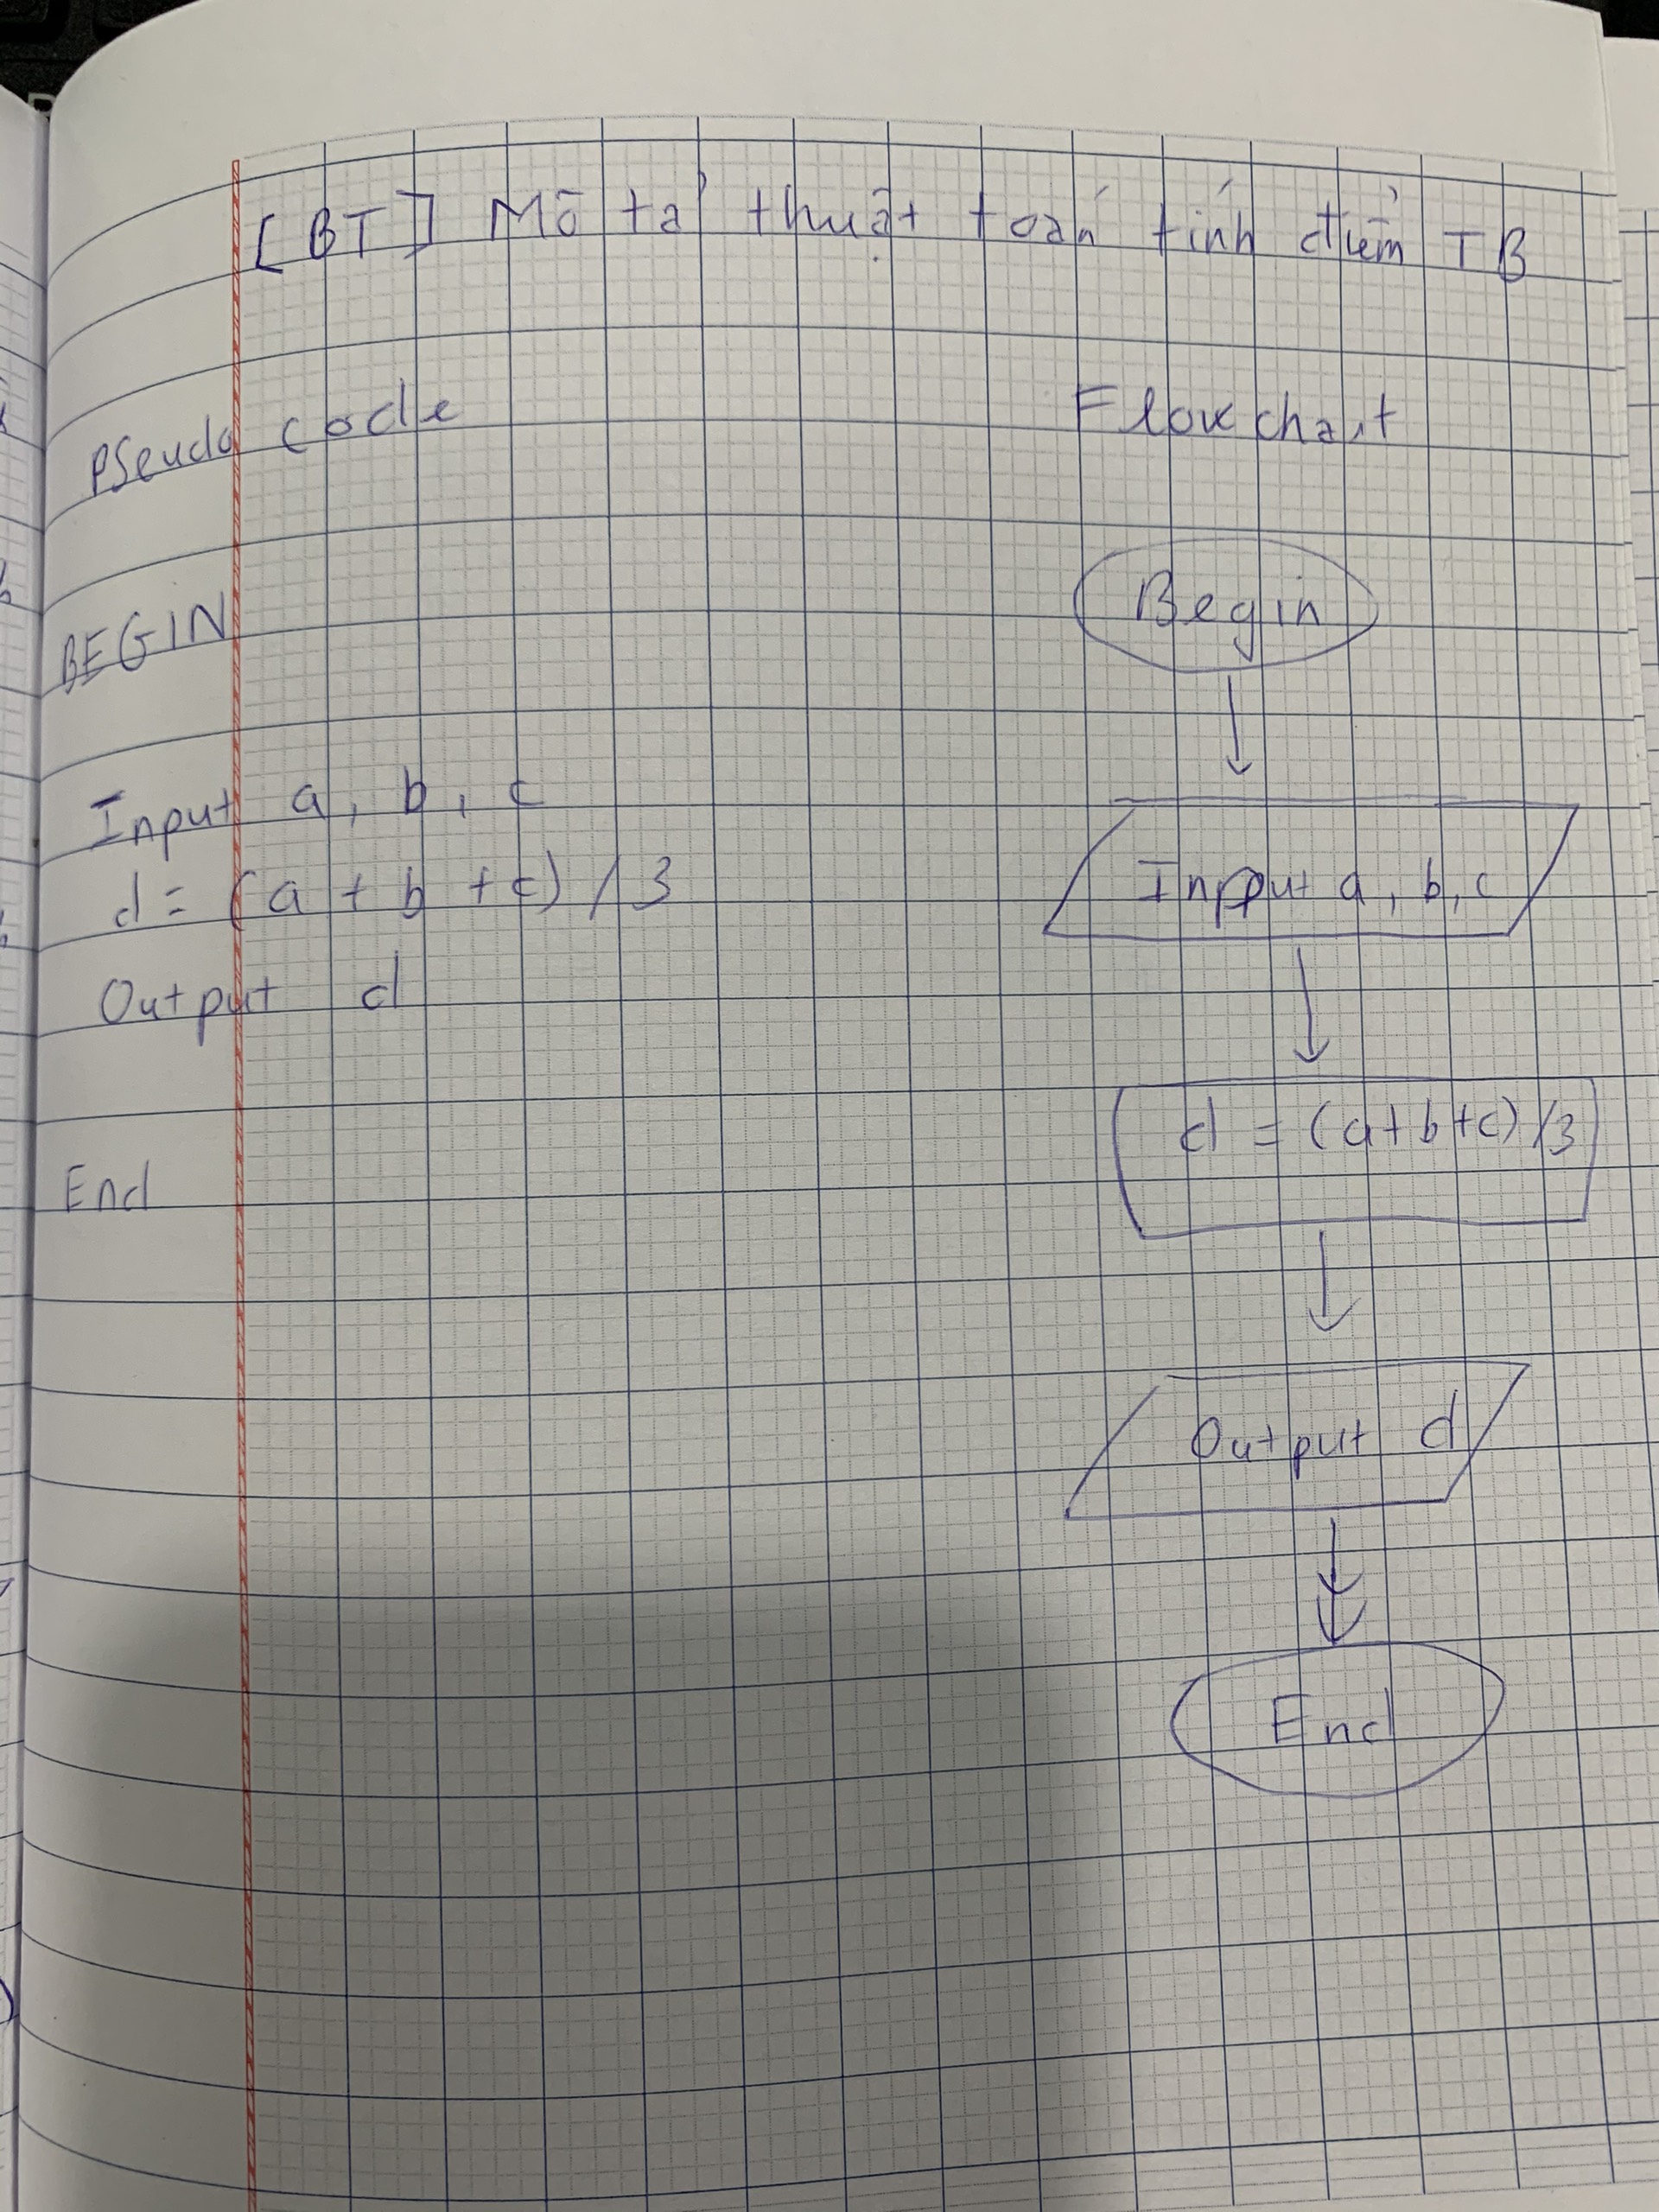 [BT] Mô tả thuật toán tính điểm TB
Pseudo code
BEGIN
Input a, b, c
d = (a + b + c) / 3
Output d
End
Flow chart
Begin
Input a, b, c
d = (a+b+c)/3
Output d
End